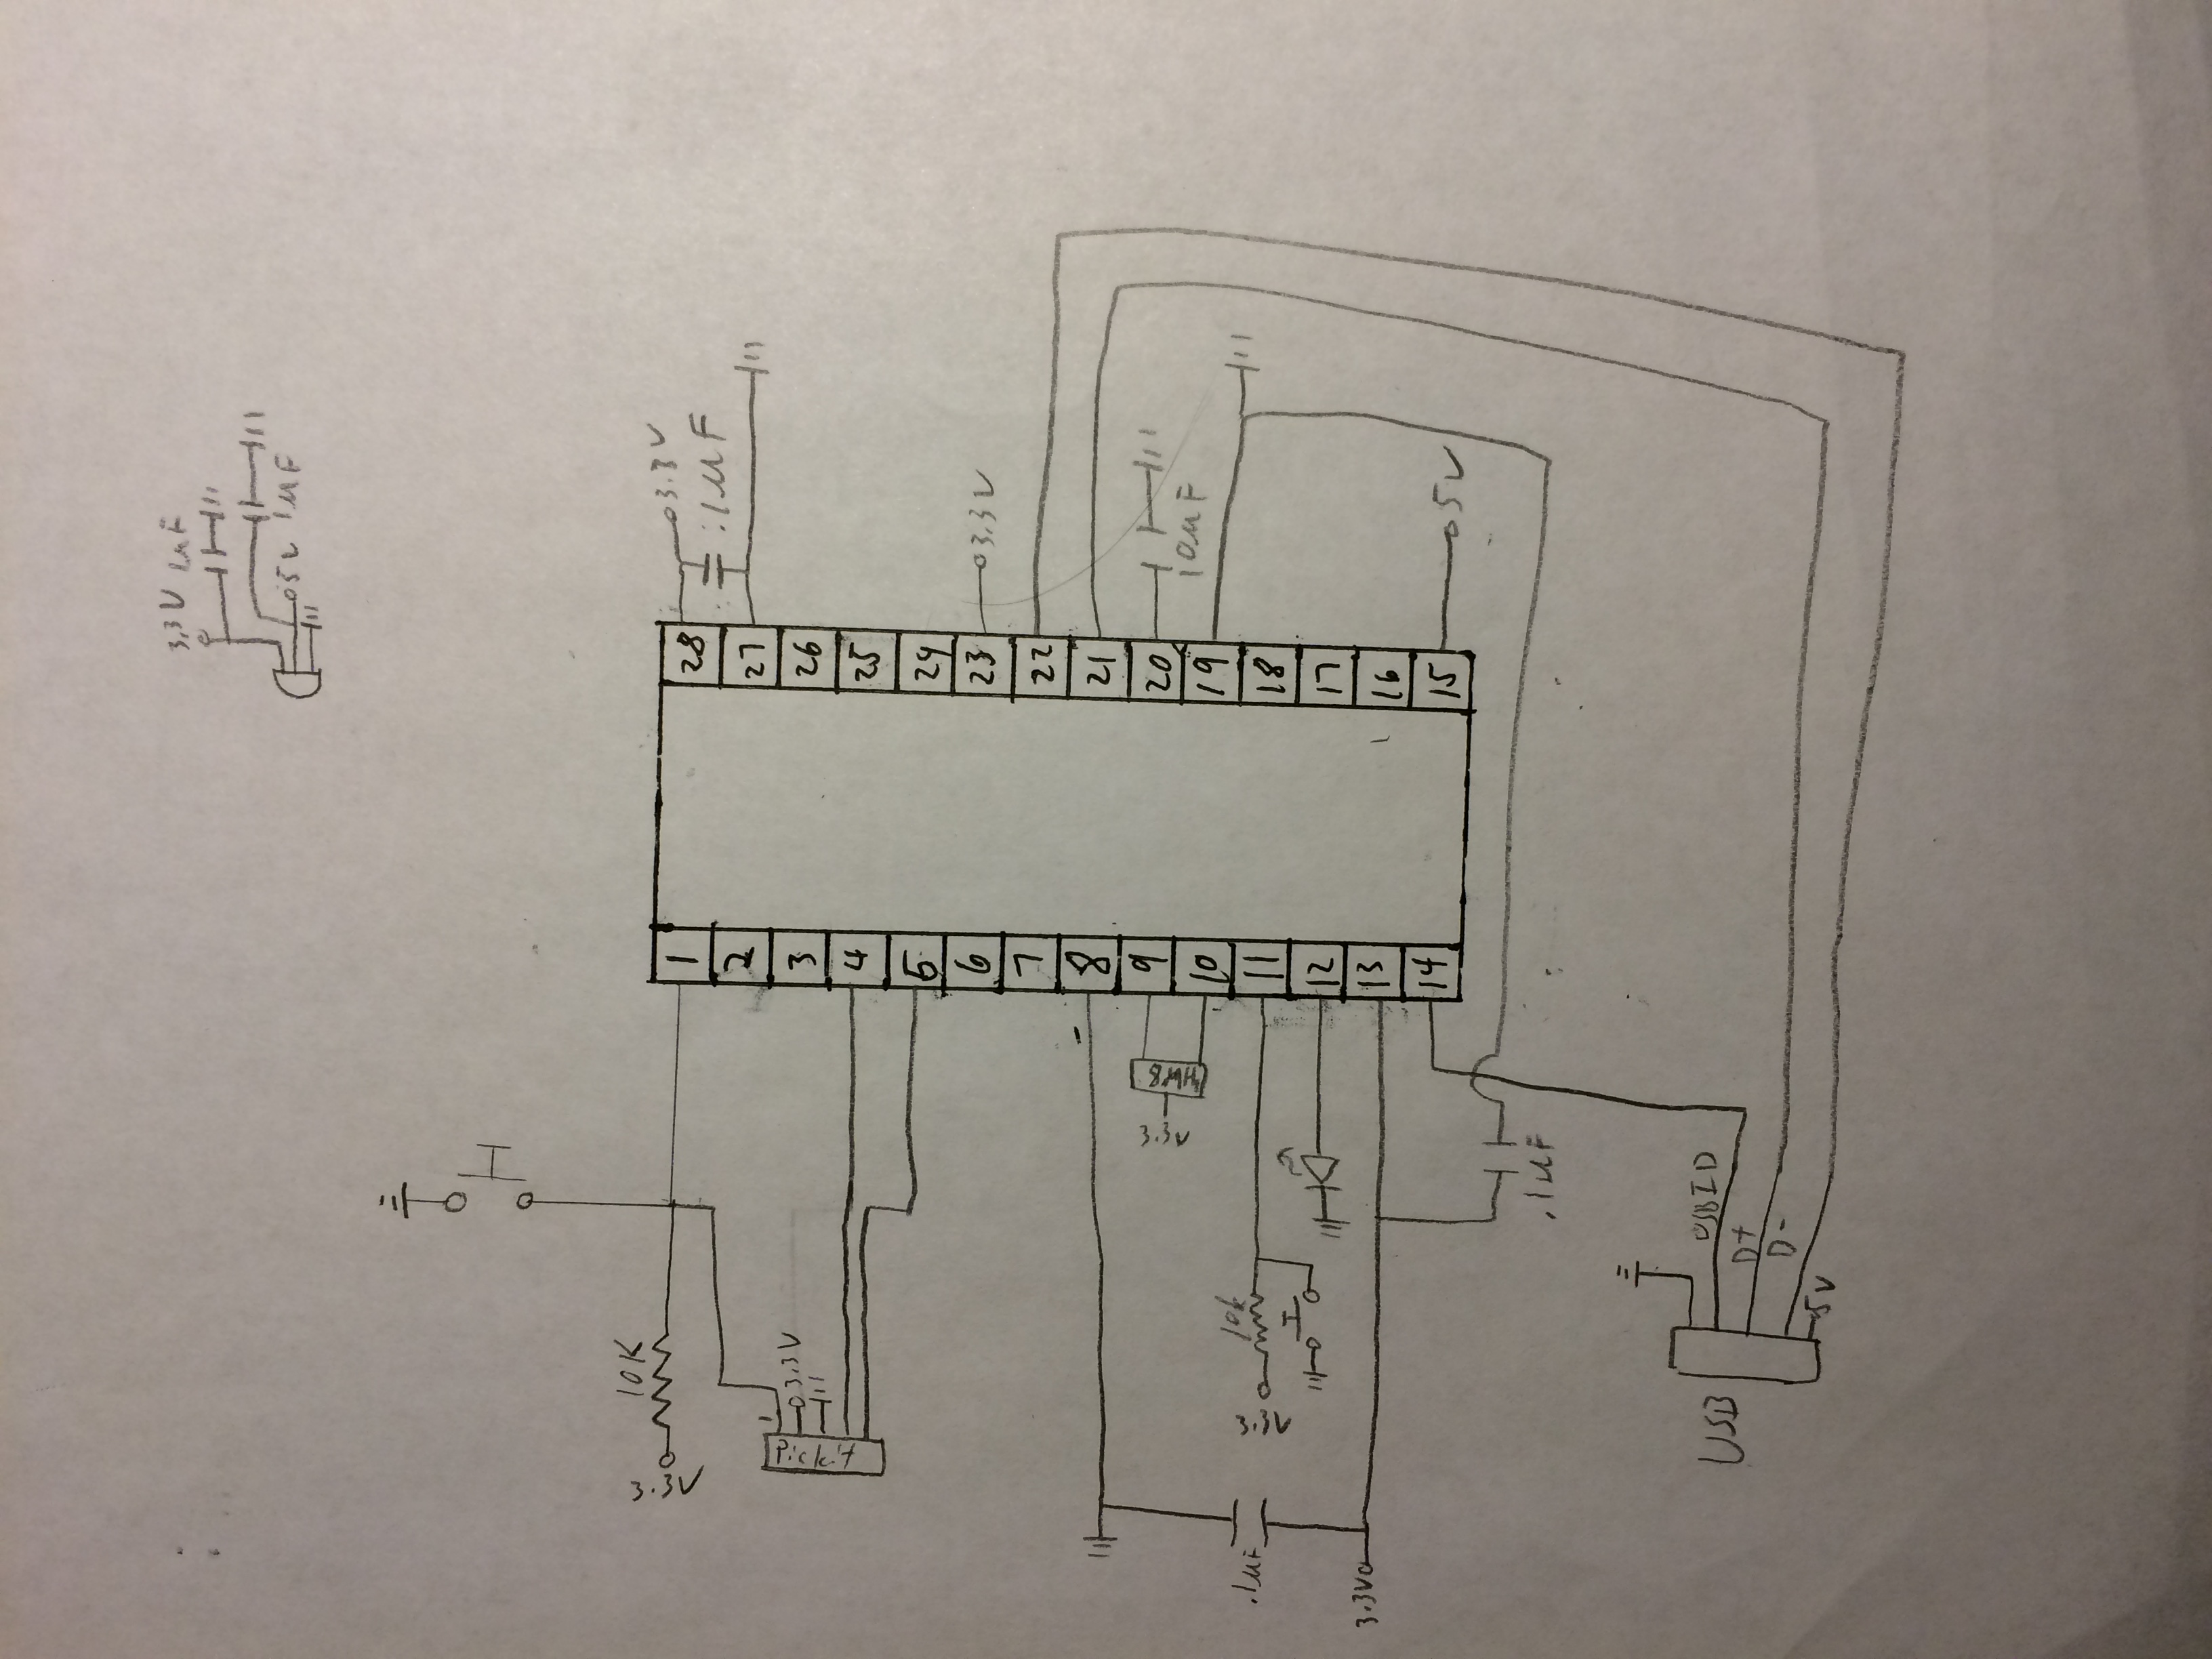 3.3V 1uF
5V 1uF
10K
3.3V
3.3V
.1uF
3.3V
1
2
3
4
5
6
7
8
9
10
11
12
13
14
28
27
26
25
24
23
22
21
20
19
18
17
16
15
3.3V
3.3V
8MHz
10uF
10k
3.3V
.1uF
3.3V
5V
.1uF
USB
USBID
D+
D-
5V